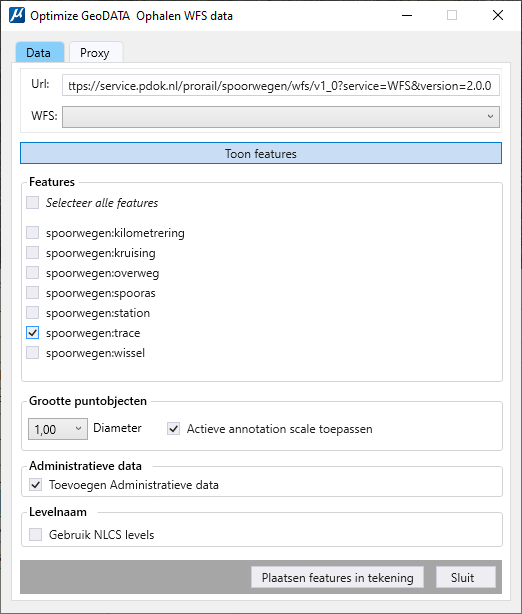 Optimize GeoDATA Ophalen WFS data
Data Proxy
Url: ttps://service.pdok.nl/prorail/spoorwegen/wfs/v1_0?service=WFS&version=2.0.0
WFS:
Toon features
Features
Selecteer alle features
spoorwegen:kilometrering
spoorwegen:kruising
spoorwegen:overweg
spoorwegen:spooras
spoorwegen:station
spoorwegen:trace
spoorwegen:wissel
Grootte puntobjecten
1,00 Diameter Actieve annotation scale toepassen
Administratieve data
Toevoegen Administratieve data
Levelnaam
Gebruik NLCS levels
Plaatsen features in tekening Sluit